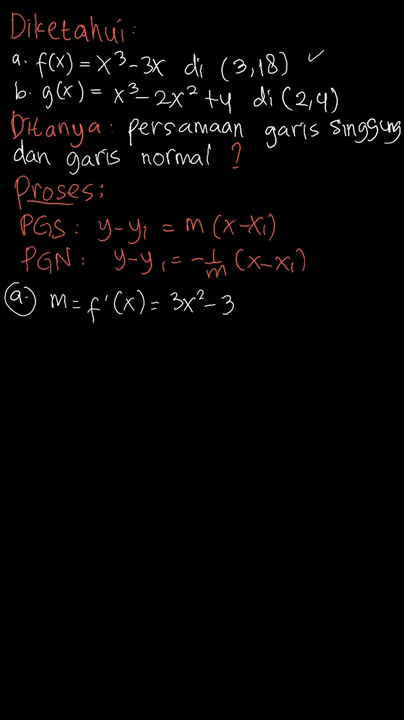 Diketahui:
a. f(x) = x³-3x di (3,18) ✓
b. g(x) = x³-2x²+4 di (2,4)
Ditanya: persamaan garis singgung
dan garis normal ?
Proses:
PGS: y-y₁ = m(x-x₁)
PGN: y-y₁ = -1/m (x-x₁)
a. m = f'(x) = 3x²-3